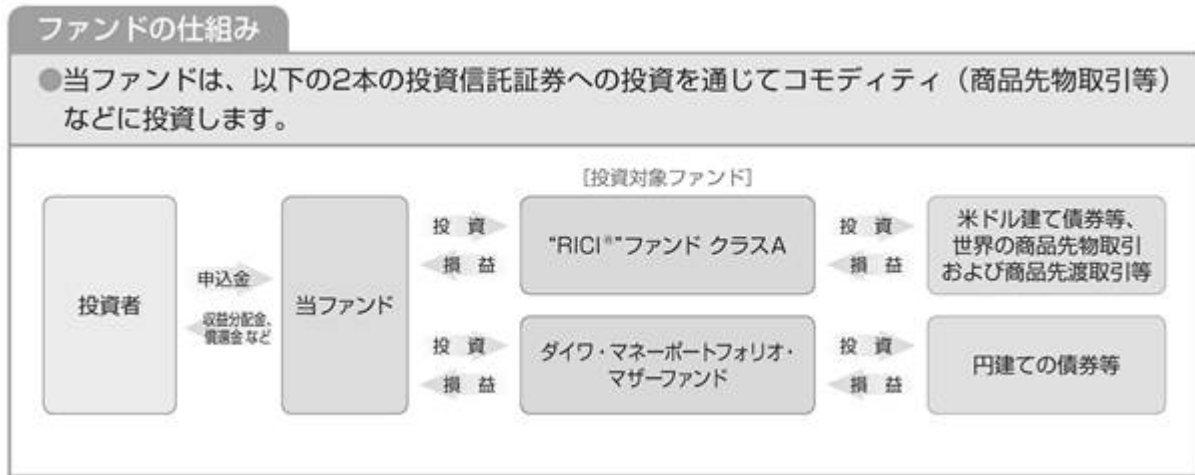 ファンドの仕組み
●当ファンドは、以下の2本の投資信託証券への投資を通じてコモディティ(商品先物取引等)
などに投資します。
[投資対象ファンド]
投資者
申込金
収益分配金、
償還金 など
当ファンド
投 資
損 益
"RICI®"ファンド クラスA
投 資
損 益
米ドル建て債券等、
世界の商品先物取引
および商品先渡取引等
投 資
損 益
ダイワ・マネーポートフォリオ・
マザーファンド
投 資
損 益
円建ての債券等